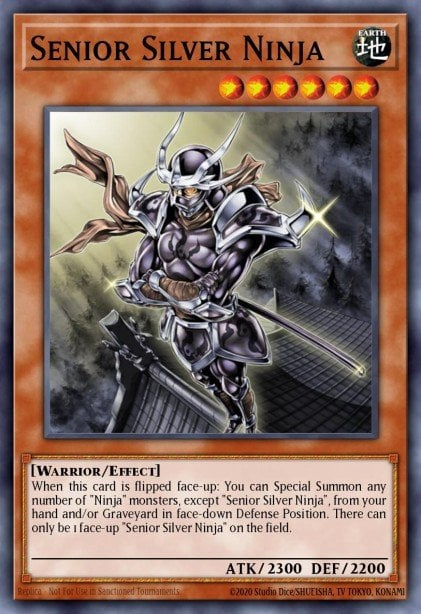 Senior Silver Ninja
EARTH
地
[Warrior/Effect]
When this card is flipped face-up: You can Special Summon any
number of "Ninja" monsters, except "Senior Silver Ninja", from your
hand and/or Graveyard in face-down Defense Position. There can
only be 1 face-up "Senior Silver Ninja" on the field.
ATK/2300 DEF/2200
Replica - Not For Use in Sanctioned Tournaments
©2020 Studio Dice/SHUEISHA, TV TOKYO, KONAMI